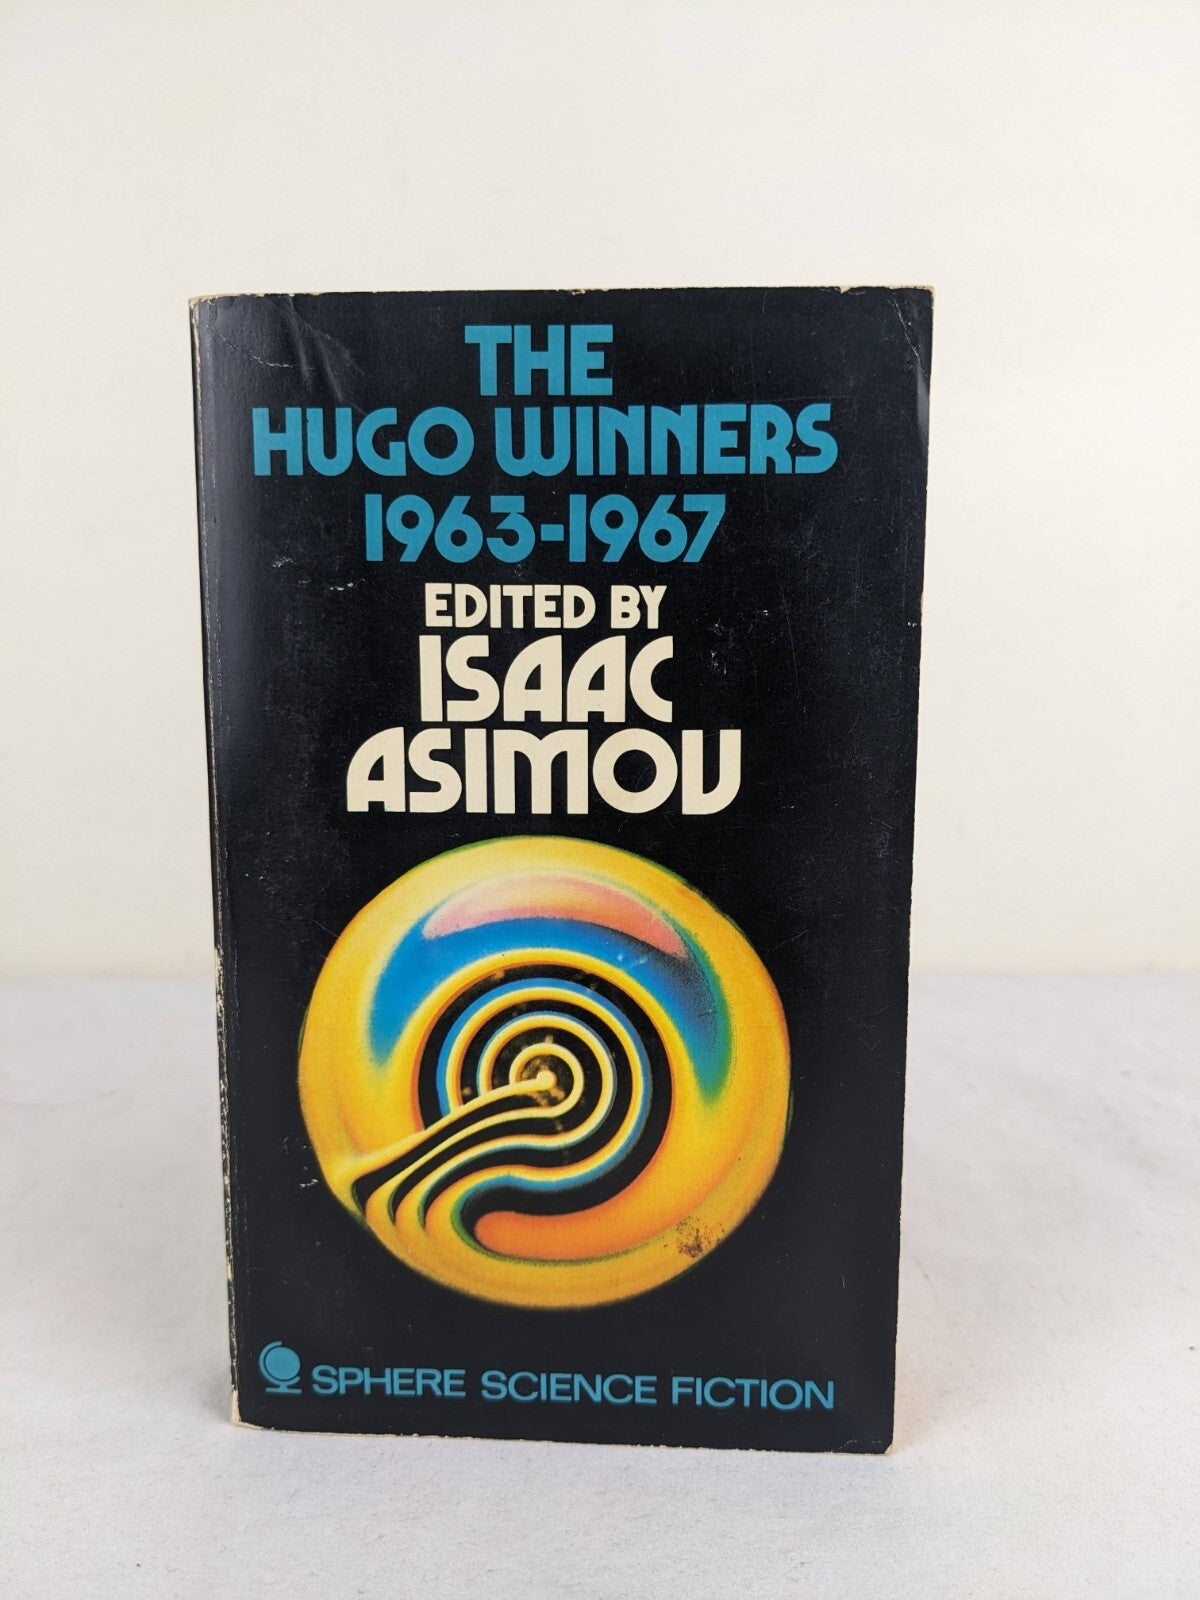 THE
HUGO WINNERS
1963-1967
EDITED BY
ISAAC
ASIMOV
SPHERE SCIENCE FICTION